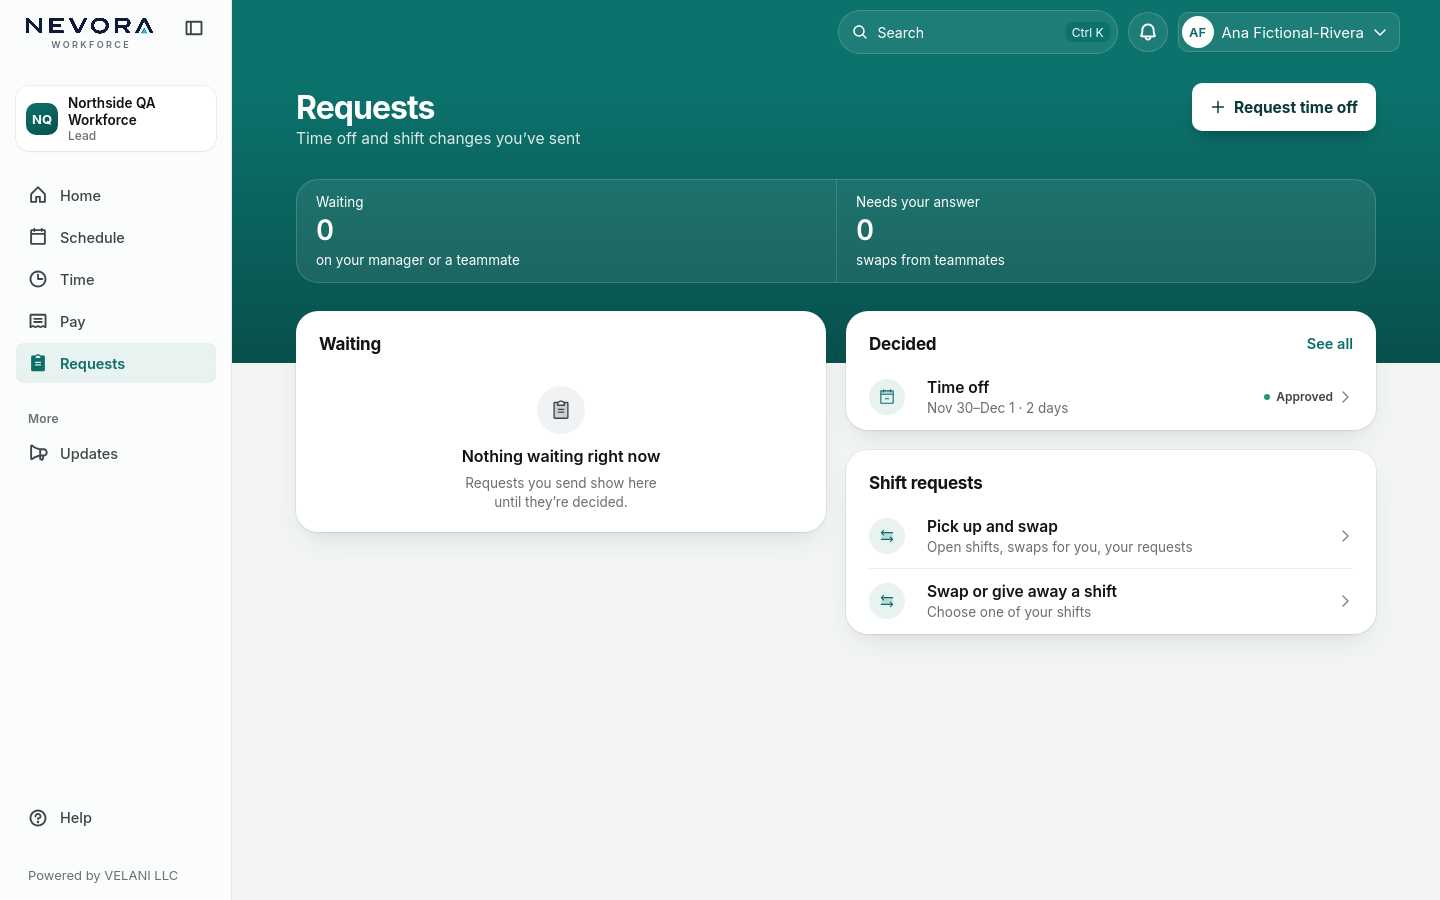 NEVORA
WORKFORCE
Search
Ctrl K
AF
Ana Fictional-Rivera
NQ
Northside QA
Workforce
Lead
Home
Schedule
Time
Pay
Requests
More
Updates
Help
Powered by VELANI LLC
Requests
Time off and shift changes you’ve sent
Request time off
Waiting
0
on your manager or a teammate
Needs your answer
0
swaps from teammates
Waiting
Nothing waiting right now
Requests you send show here
until they’re decided.
Decided
See all
Time off
Nov 30–Dec 1 · 2 days
Approved
Shift requests
Pick up and swap
Open shifts, swaps for you, your requests
Swap or give away a shift
Choose one of your shifts